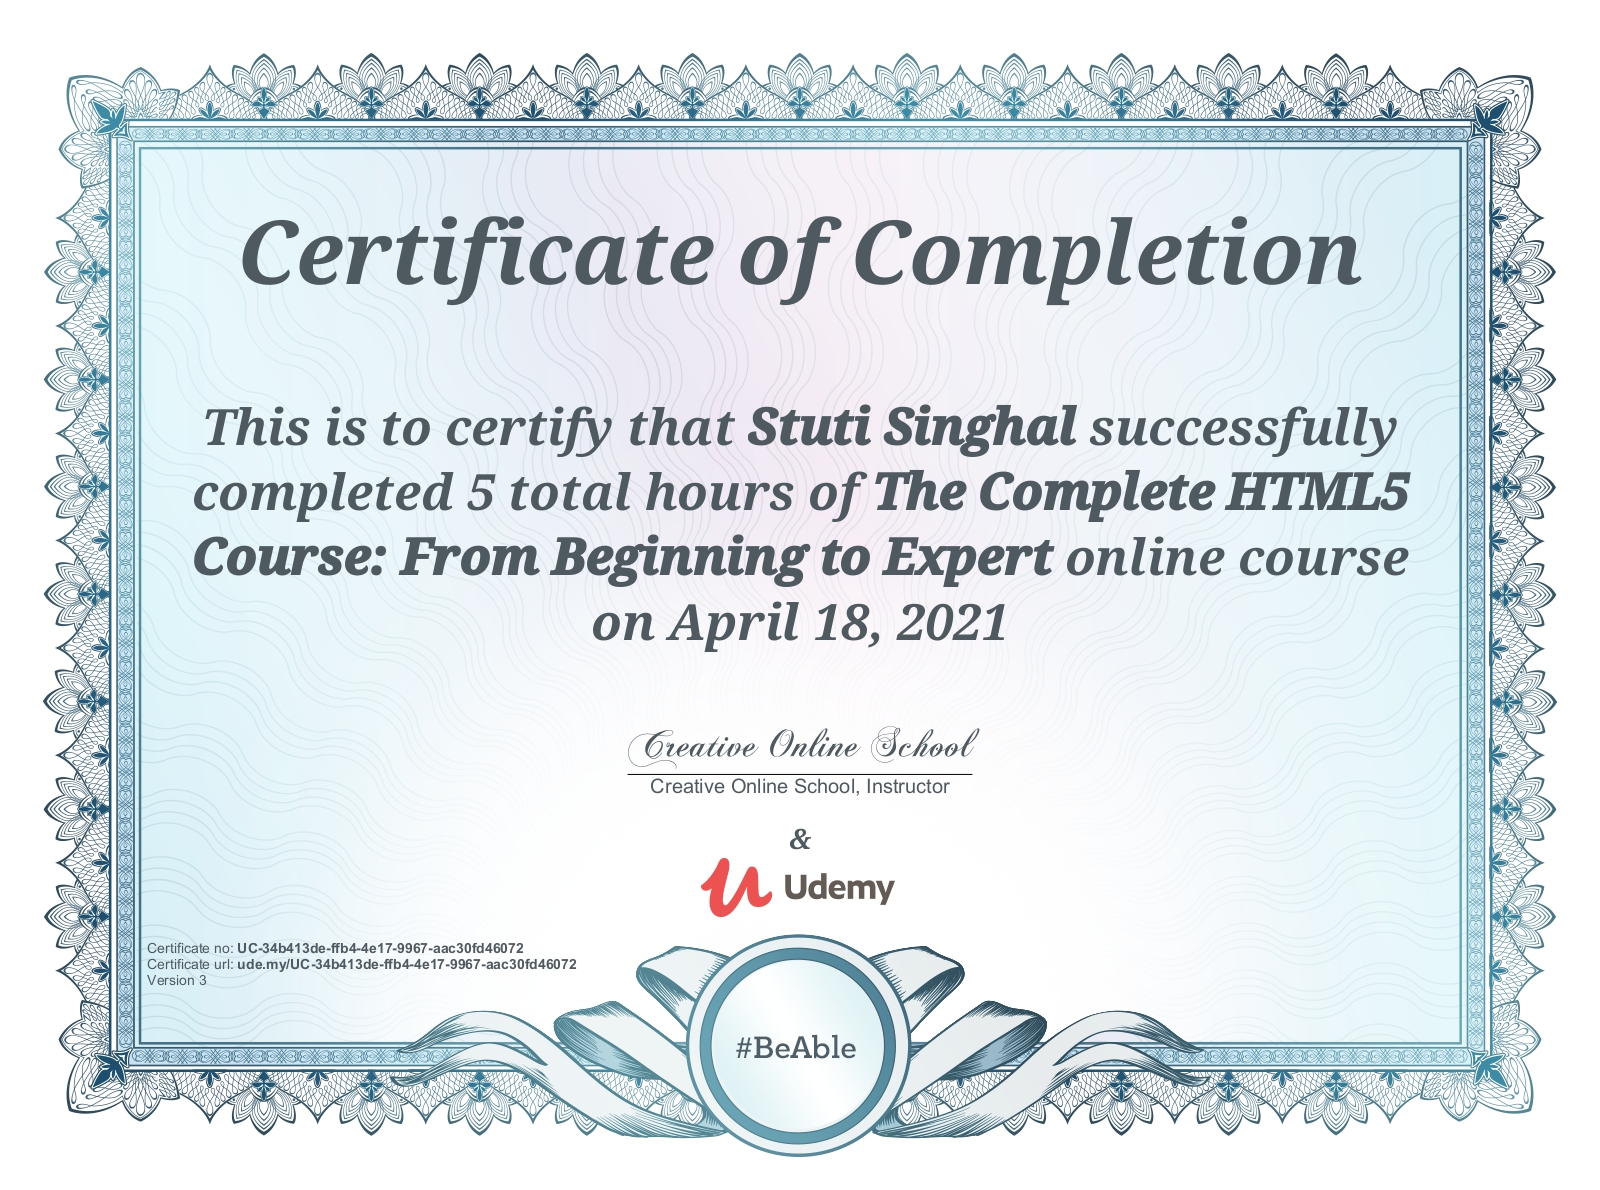 Certificate of Completion
This is to certify that Stuti Singhal successfully
completed 5 total hours of The Complete HTML5
Course: From Beginning to Expert online course
on April 18, 2021
Creative Online School
Creative Online School, Instructor
&
Udemy
Certificate no: UC-34b413de-ffb4-4e17-9967-aac30fd46072
Certificate url: ude.my/UC-34b413de-ffb4-4e17-9967-aac30fd46072
Version 3
#BeAble